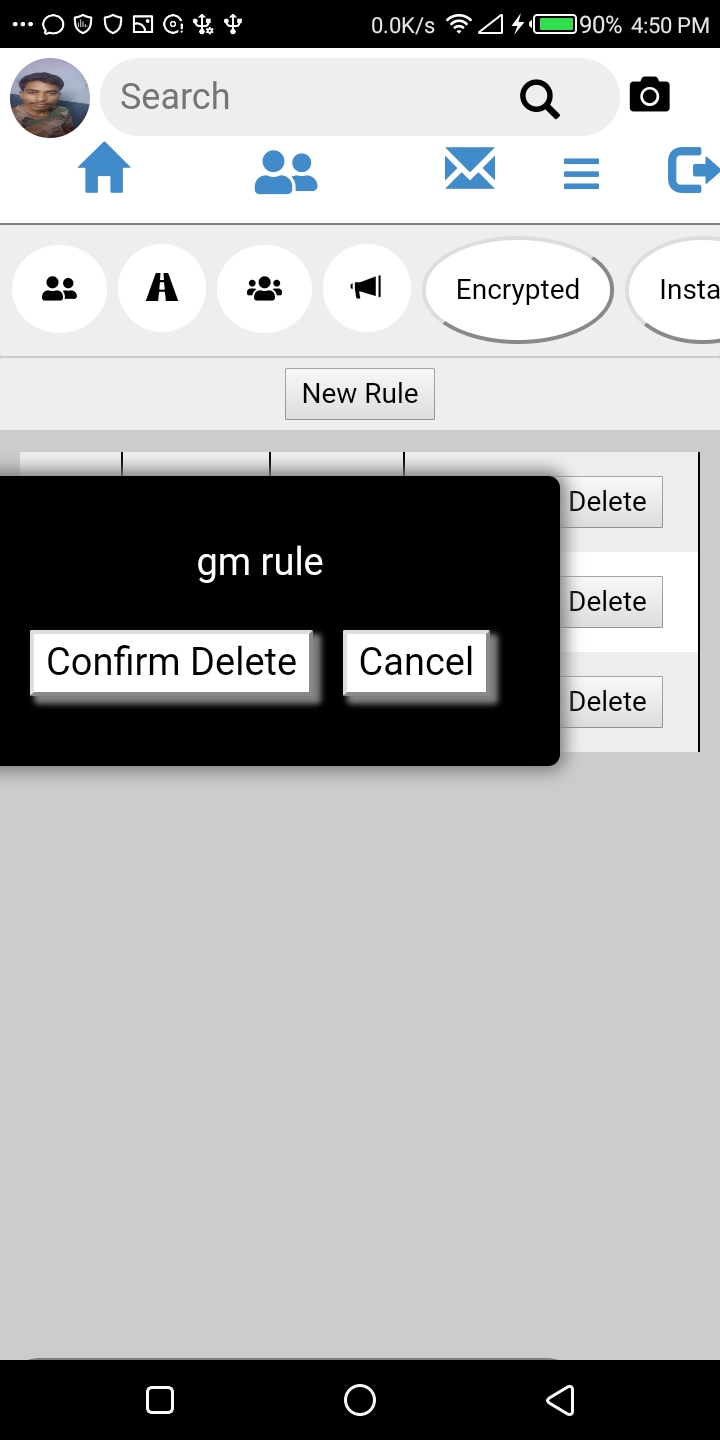 0.0K/s 90% 4:50 PM
Search
Encrypted Insta
New Rule
Delete
gm rule
Delete
Confirm Delete Cancel
Delete